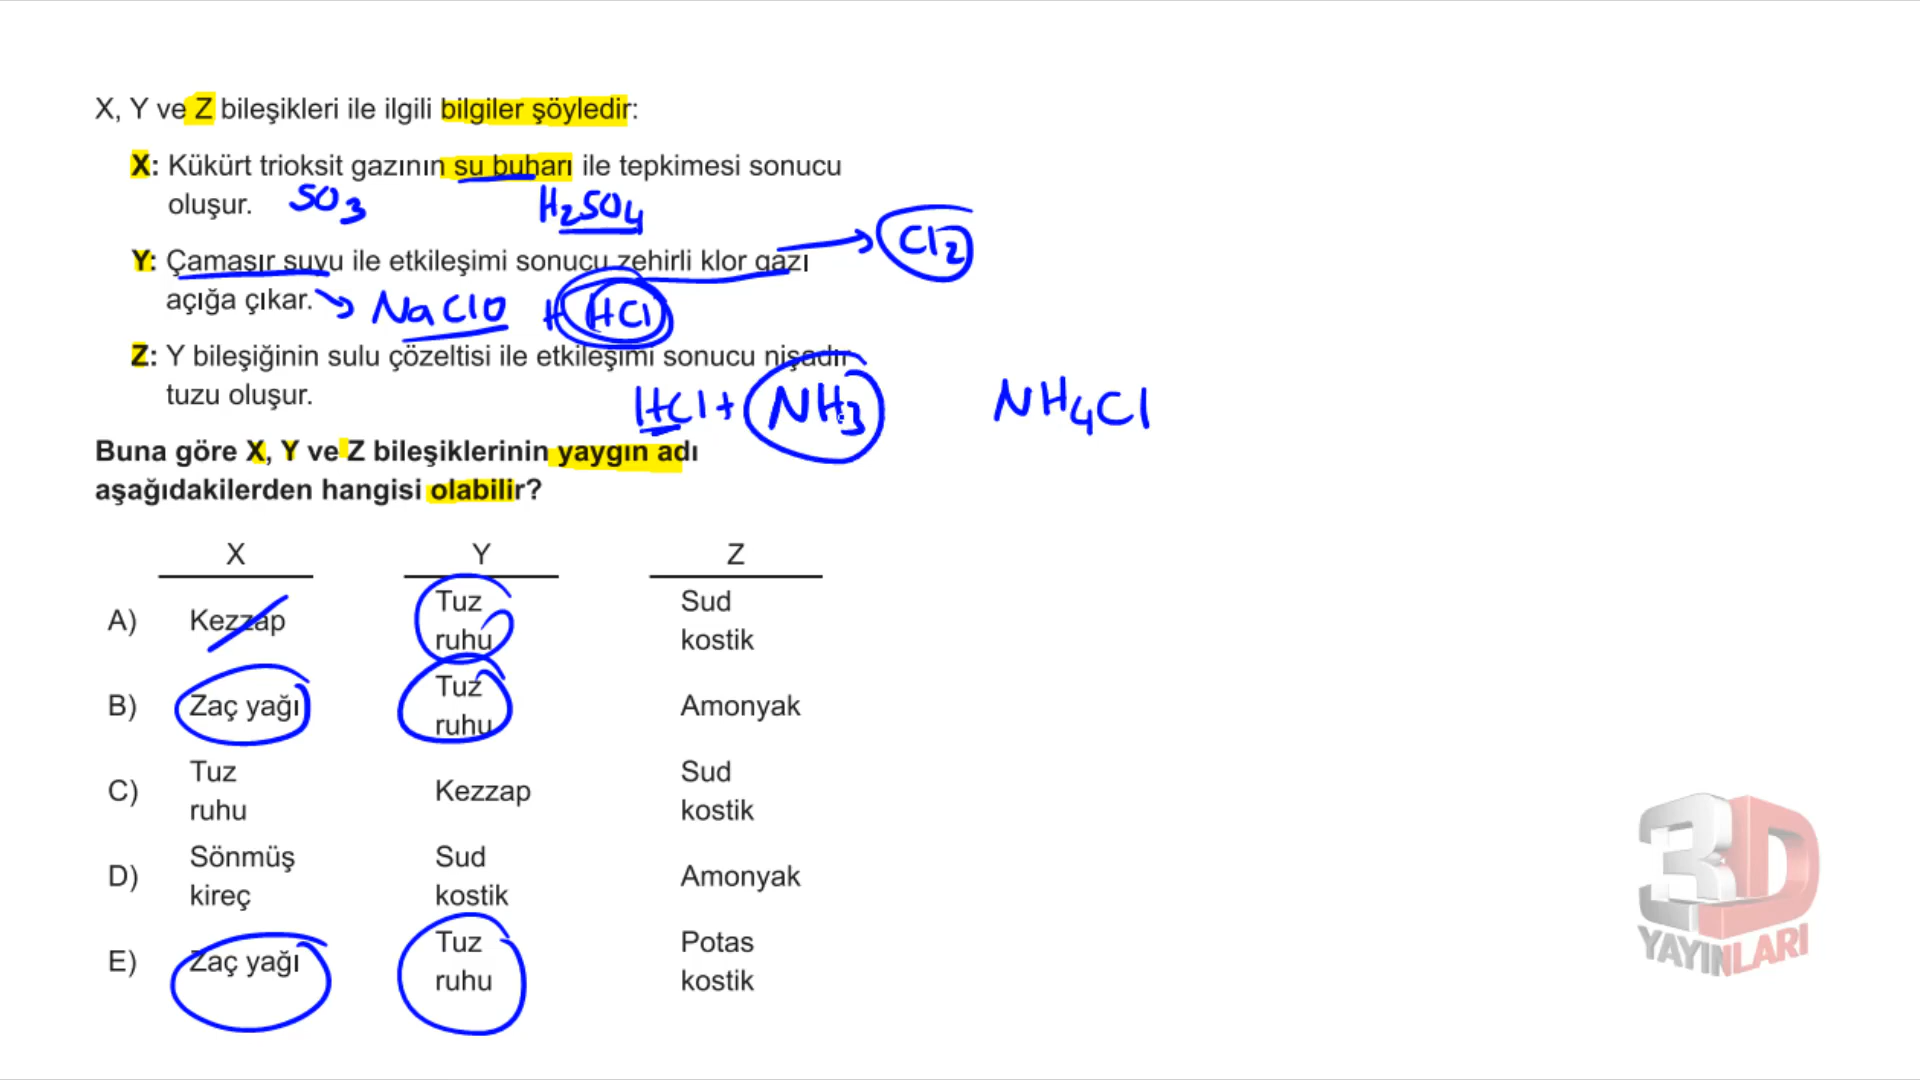 X, Y ve Z bileşikleri ile ilgili bilgiler şöyledir:
X: Kükürt trioksit gazının su buharı ile tepkimesi sonucu
oluşur. SO3 H2SO4
Cl2
Y: Çamaşır suyu ile etkileşimi sonucu zehirli klor gazı
açığa çıkar. NaClO + HCl
Z: Y bileşiğinin sulu çözeltisi ile etkileşimi sonucu nişadır
tuzu oluşur. HCl + NH3 NH4Cl
Buna göre X, Y ve Z bileşiklerinin yaygın adı
aşağıdakilerden hangisi olabilir?
X Y Z
A) Kezzap Tuz ruhu Sud kostik
B) Zaç yağı Tuz ruhu Amonyak
C) Tuz ruhu Kezzap Sud kostik
D) Sönmüş kireç Sud kostik Amonyak
E) Zaç yağı Tuz ruhu Potas kostik
3D
YAYINLARI